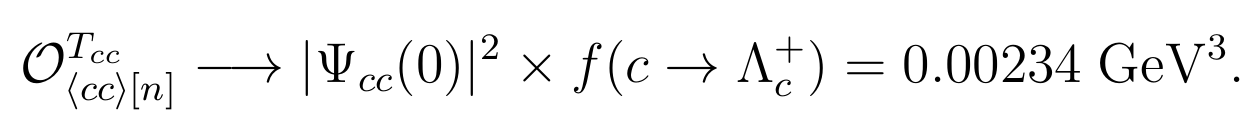 𝒪^{T_{cc}}_{⟨cc⟩[n]} ⟶ |Ψ_{cc}(0)|² × f(c → Λ_c^+) = 0.00234 GeV³.